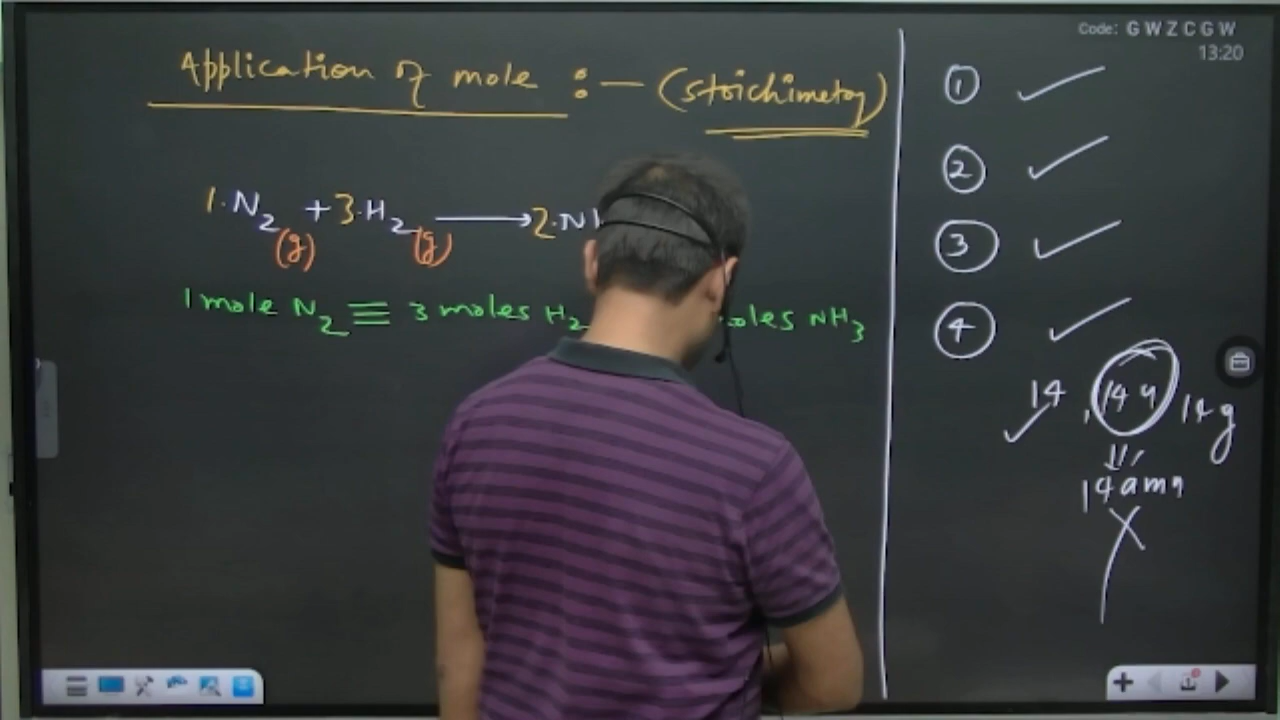 Code: GWZCGW
13:20
Application of mole :— (stoichimetry)
1·N2(g) + 3·H2(g) ⟶ 2·N
1 mole N2 ≡ 3 moles H2 oles NH3
①
②
③
④
14, 14 u, 14g
14 amu